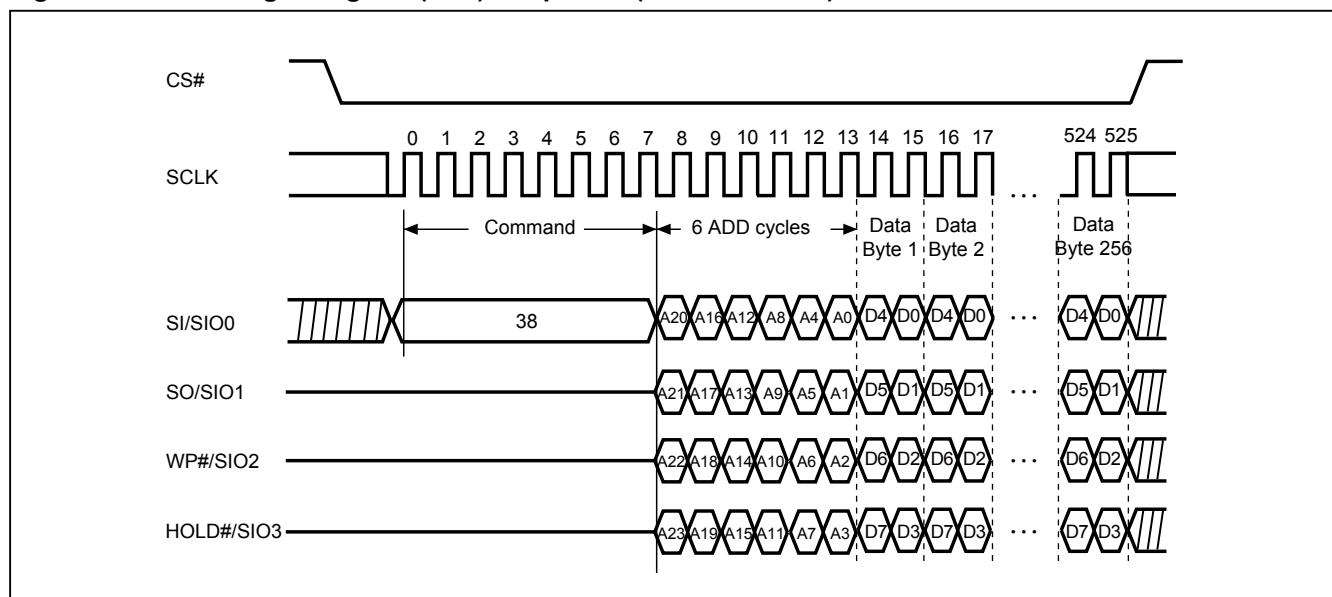 CS#
0 1 2 3 4 5 6 7 8 9 10 11 12 13 14 15 16 17 524 525
SCLK
...
Command 6 ADD cycles Data Data Data
Byte 1 Byte 2 Byte 256
SI/SIO0 38 A20 A16 A12 A8 A4 A0 D4 D0 D4 D0 ... D4 D0
SO/SIO1 A21 A17 A13 A9 A5 A1 D5 D1 D5 D1 ... D5 D1
WP#/SIO2 A22 A18 A14 A10 A6 A2 D6 D2 D6 D2 ... D6 D2
HOLD#/SIO3 A23 A19 A15 A11 A7 A3 D7 D3 D7 D3 ... D7 D3